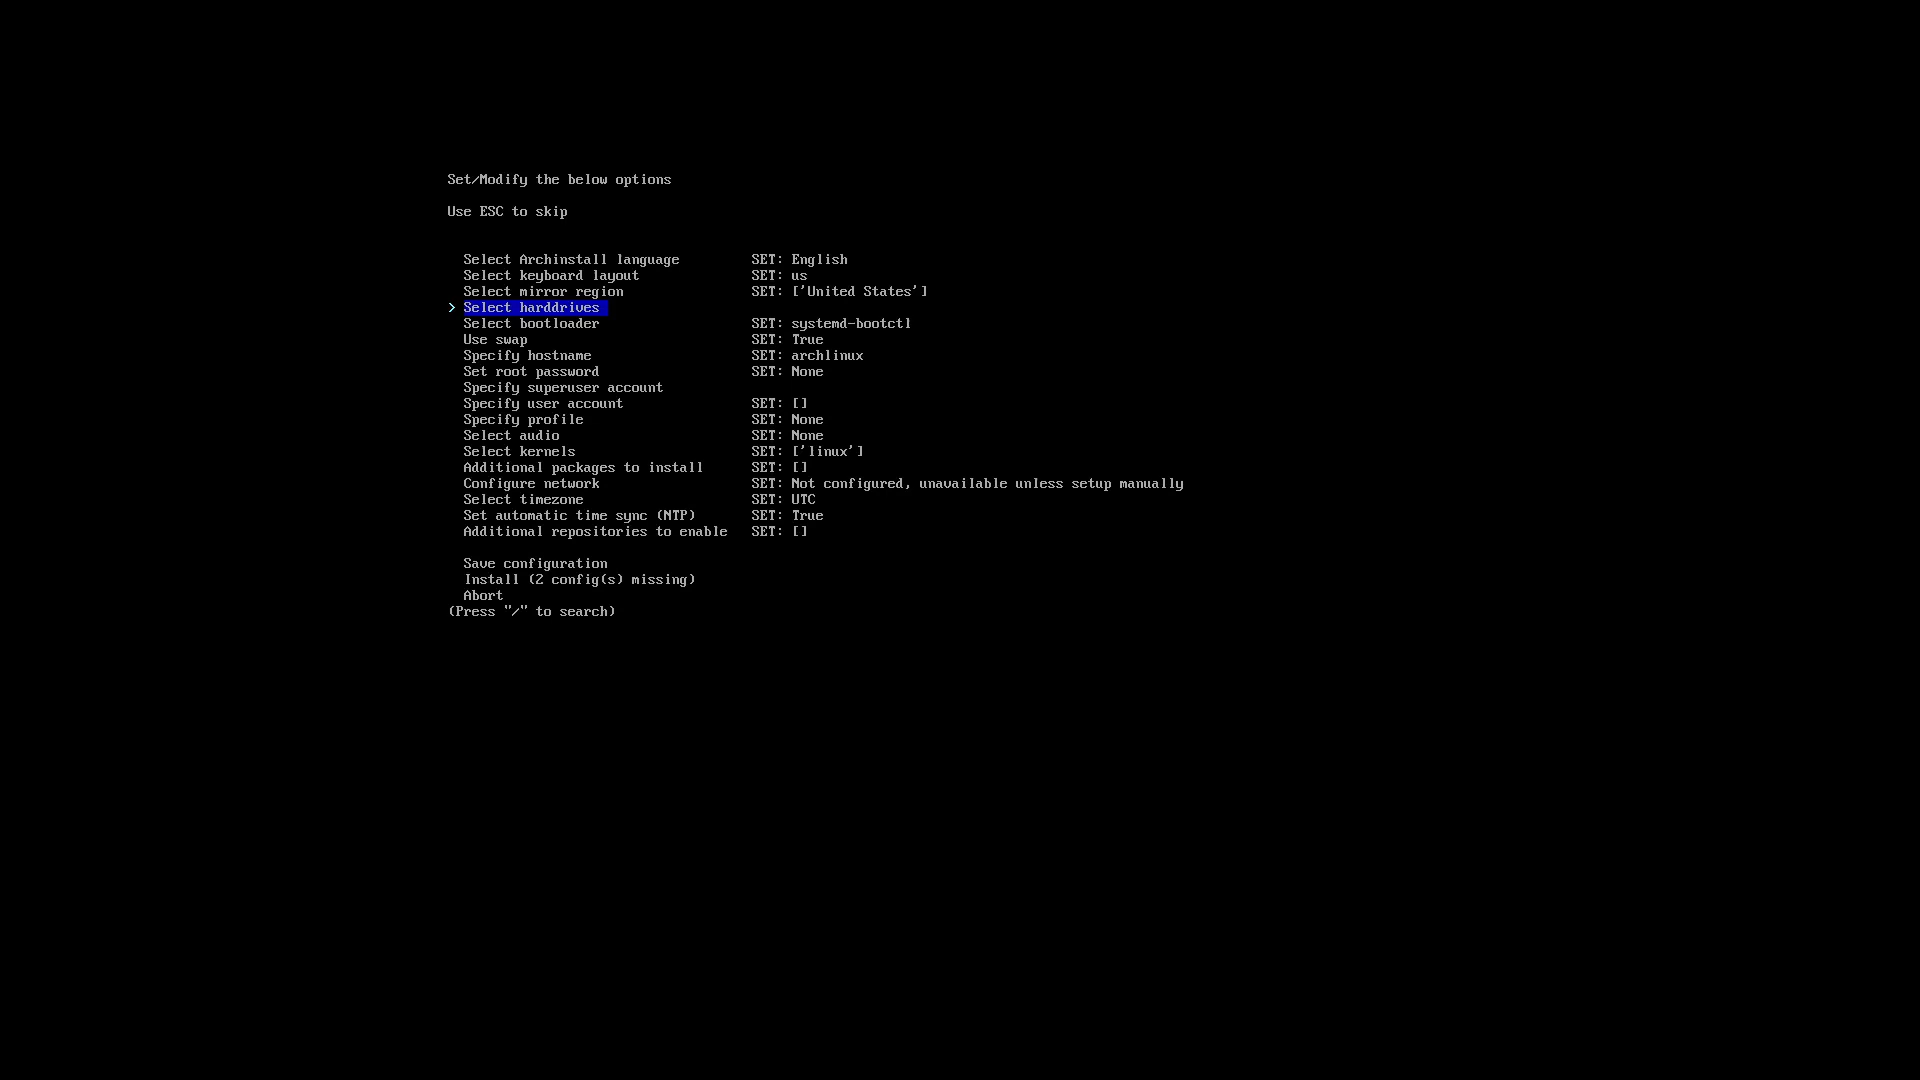 Set/Modify the below options
Use ESC to skip
Select Archinstall language SET: English
Select keyboard layout SET: us
Select mirror region SET: ['United States']
> Select harddrives
Select bootloader SET: systemd-bootctl
Use swap SET: True
Specify hostname SET: archlinux
Set root password SET: None
Specify superuser account
Specify user account SET: []
Specify profile SET: None
Select audio SET: None
Select kernels SET: ['linux']
Additional packages to install SET: []
Configure network SET: Not configured, unavailable unless setup manually
Select timezone SET: UTC
Set automatic time sync (NTP) SET: True
Additional repositories to enable SET: []
Save configuration
Install (2 config(s) missing)
Abort
(Press "/" to search)